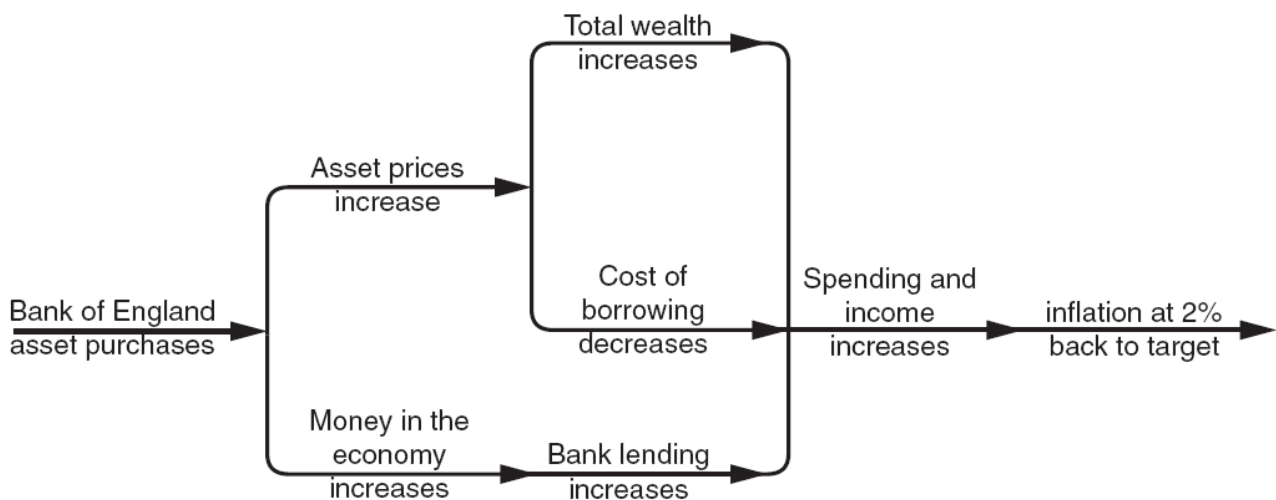 Total wealth
increases
Asset prices
increase
Cost of
borrowing
decreases
Bank of England
asset purchases
Spending and
income
increases
inflation at 2%
back to target
Money in the
economy
increases
Bank lending
increases